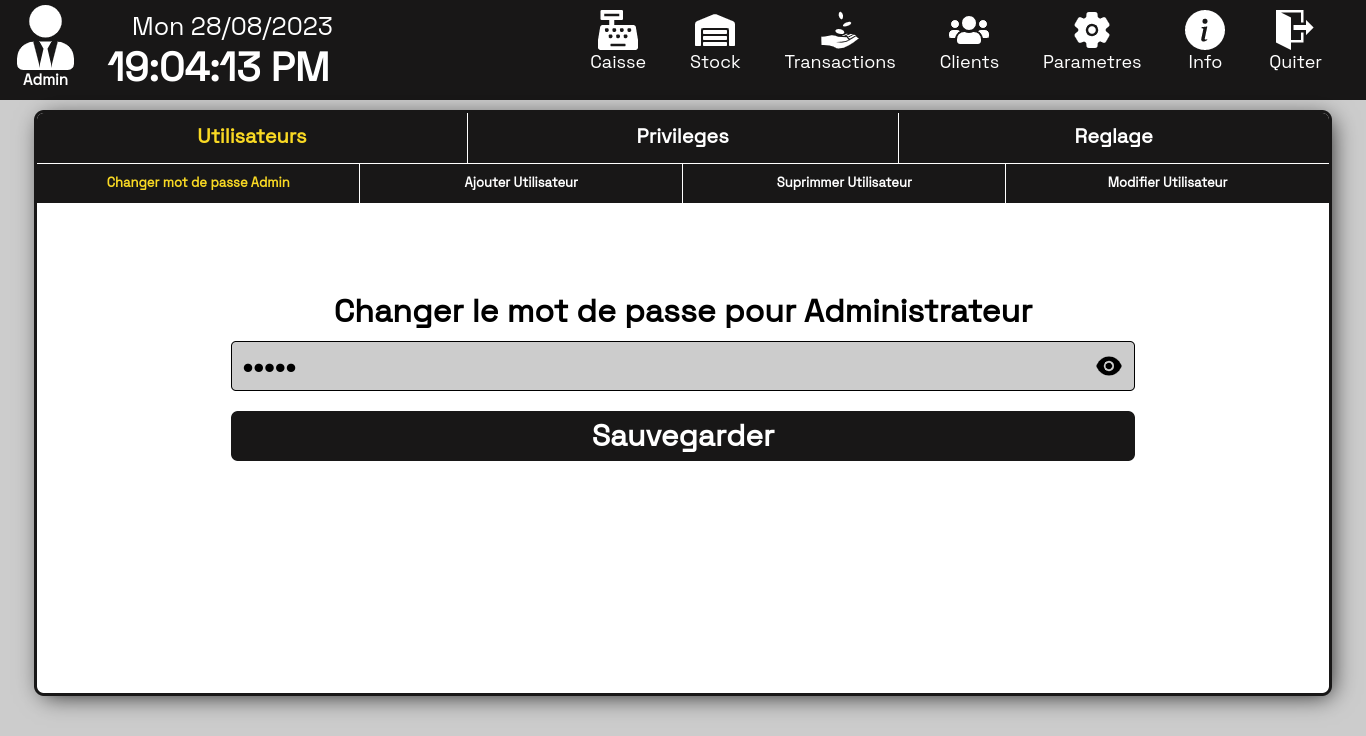 Mon 28/08/2023
19:04:13 PM
Admin
Caisse
Stock
Transactions
Clients
Parametres
Info
Quiter
Utilisateurs
Privileges
Reglage
Changer mot de passe Admin
Ajouter Utilisateur
Suprimmer Utilisateur
Modifier Utilisateur
Changer le mot de passe pour Administrateur
•••••
Sauvegarder